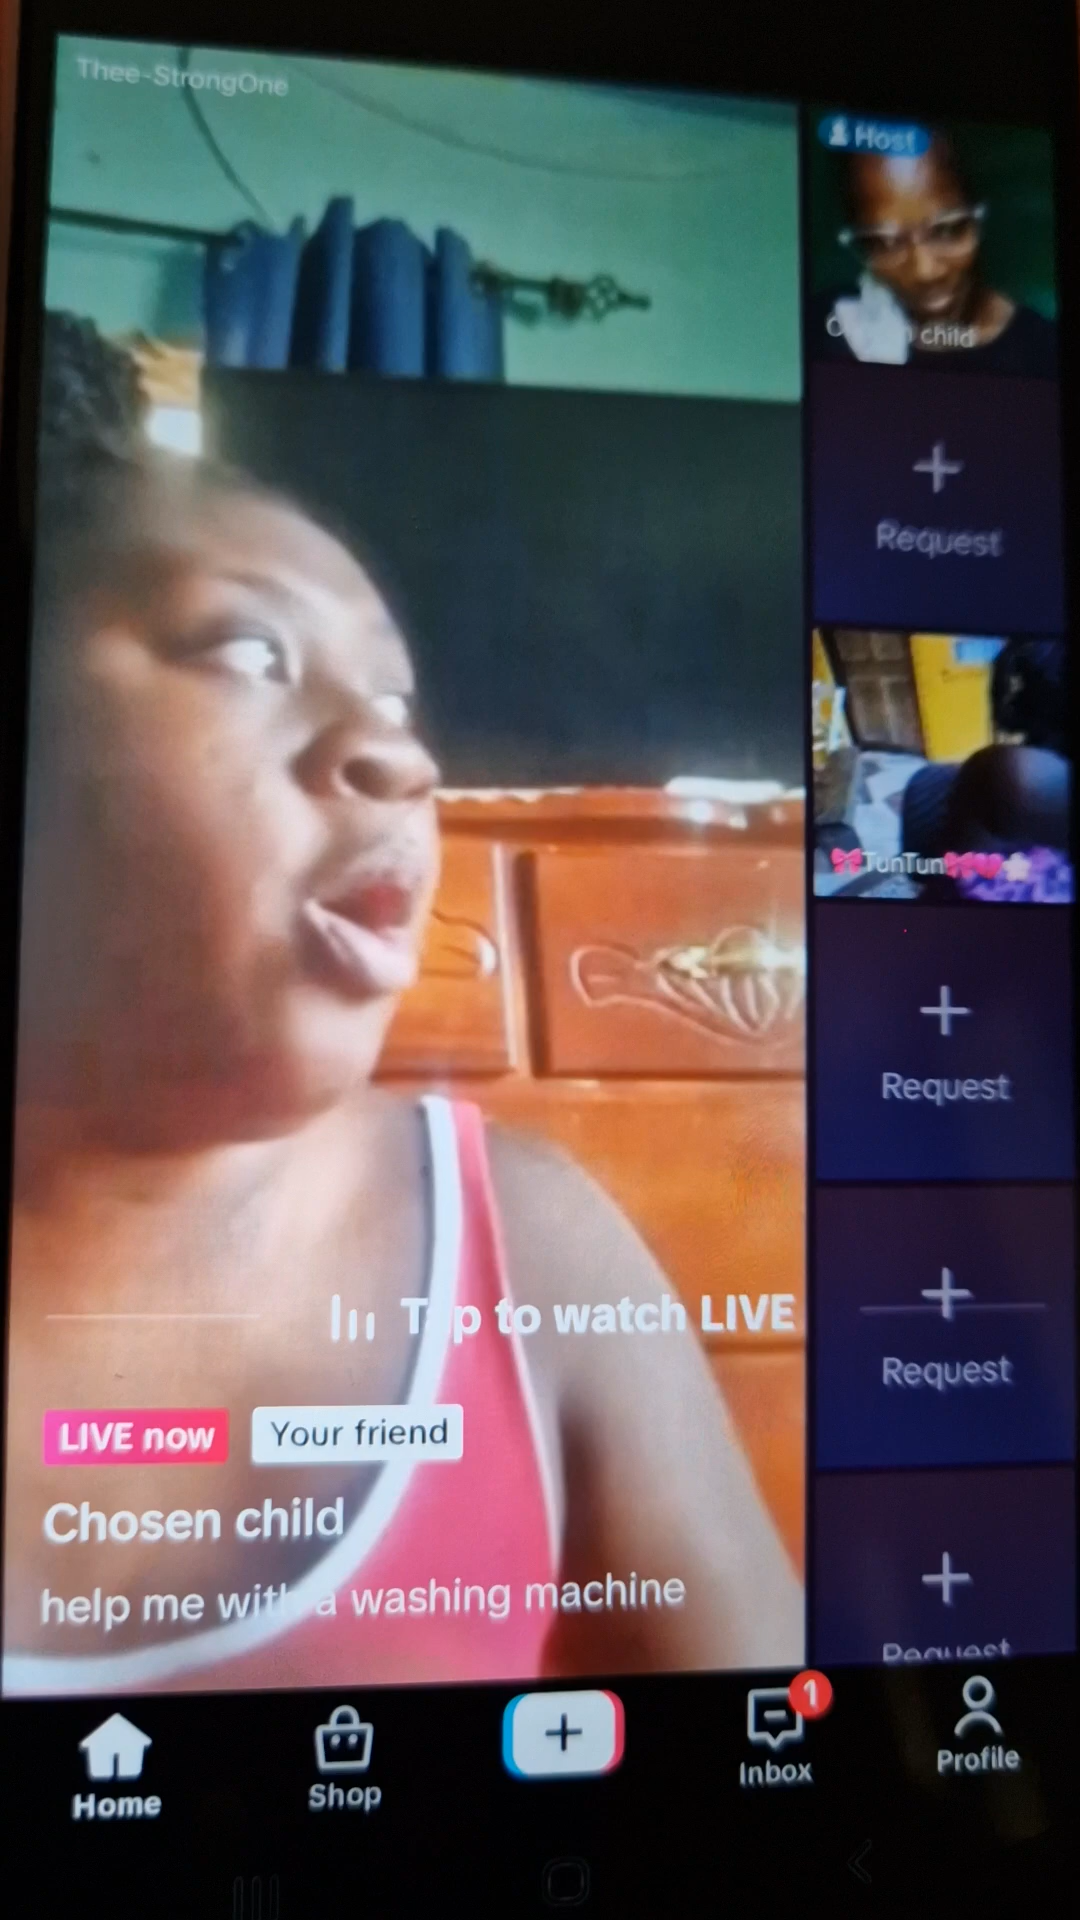 Thee-StrongOne
Host
child
Request
TunTun
Request
Request
Tap to watch LIVE
LIVE now
Your friend
Chosen child
help me with a washing machine
Request
1
Home
Shop
Inbox
Profile